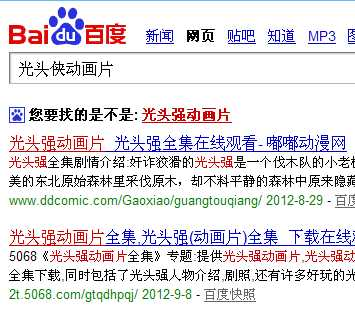 Bai du 百度 新闻 网页 贴吧 知道 MP3
光头侠动画片
您要找的是不是: 光头强动画片
光头强动画片 光头强全集在线观看- 嘟嘟动漫网
光头强全集剧情介绍:奸诈狡猾的光头强是一个伐木队的小老
美的东北原始森林里采伐原木，却不料平静的森林中原来隐藏
www.ddcomic.com/Gaoxiao/guangtouqiang/ 2012-8-29 - 百度
光头强动画片全集,光头强(动画片)全集 下载在线
5068《光头强动画片全集》专题:提供光头强动画片,光头强动
全集下载,同时包括了光头强人物介绍,剧照,还有许多好玩的光
2t.5068.com/gtqdhpqj/ 2012-9-8 - 百度快照